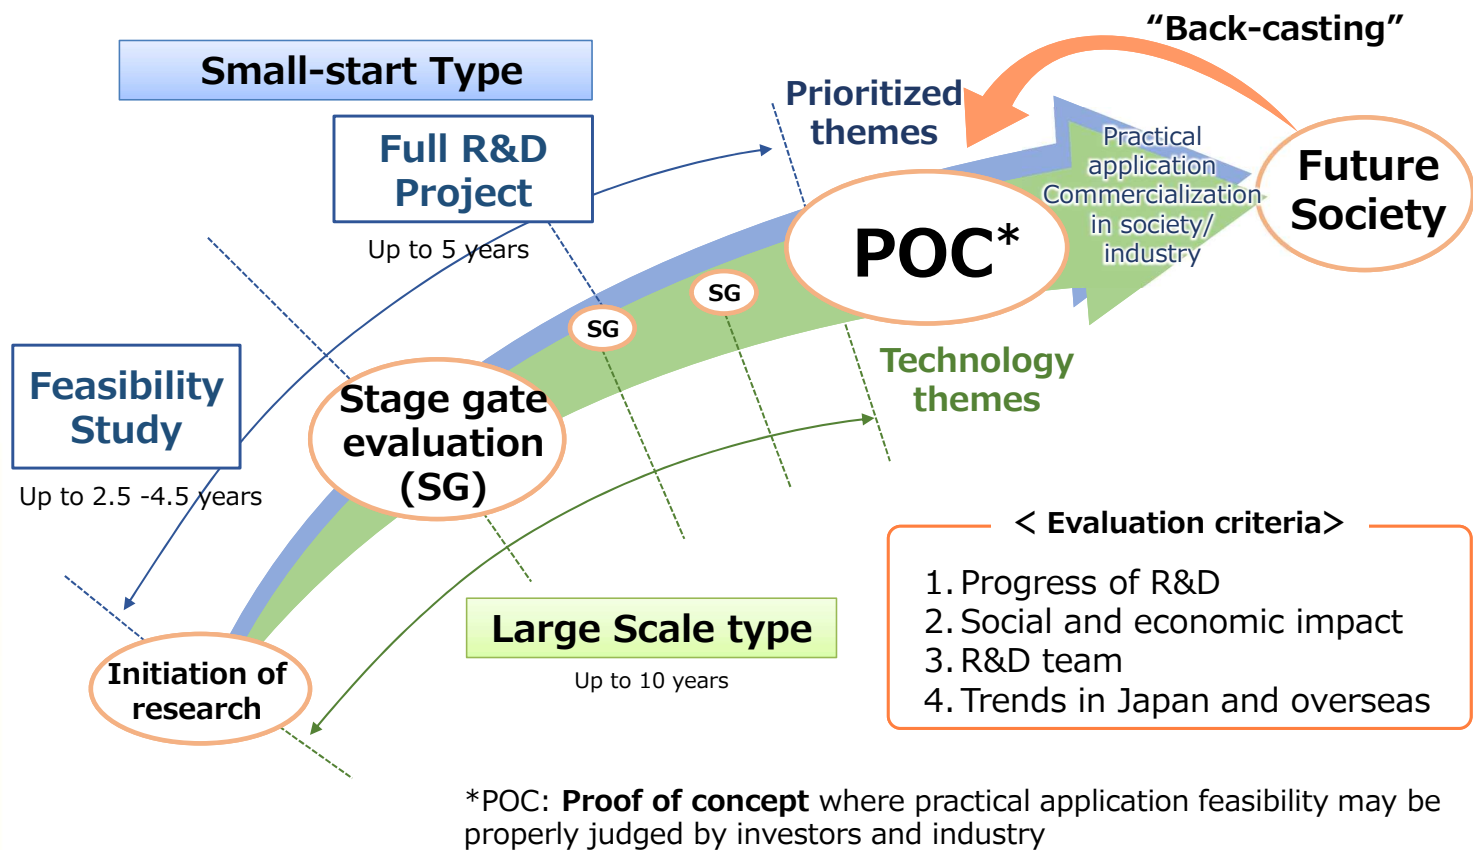 “Back-casting”
Small-start Type
Prioritized
themes
Full R&D
Project
Up to 5 years
Practical
application
Commercialization
in society/
industry
Future
Society
POC*
SG
SG
Technology
themes
Feasibility
Study
Up to 2.5 -4.5 years
Stage gate
evaluation
(SG)
Large Scale type
Up to 10 years
Initiation of
research
< Evaluation criteria>
1. Progress of R&D
2. Social and economic impact
3. R&D team
4. Trends in Japan and overseas
*POC: Proof of concept where practical application feasibility may be
properly judged by investors and industry